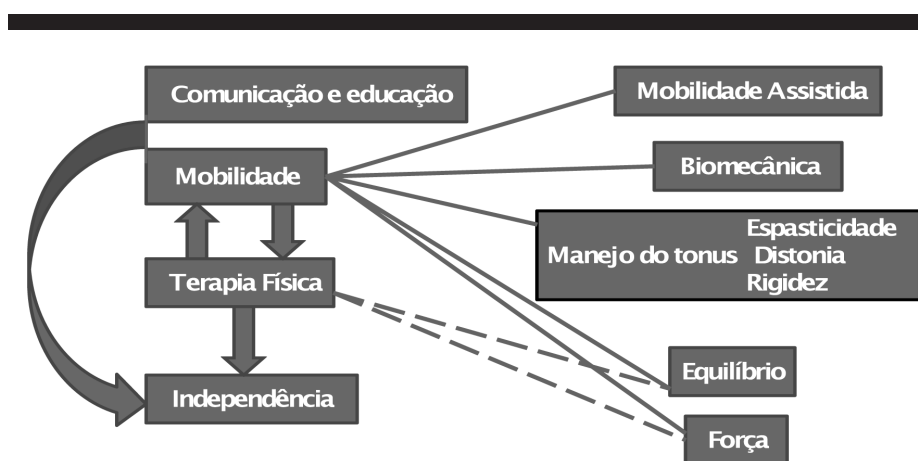 Comunicação e educação
Mobilidade
Terapia Física
Independência
Mobilidade Assistida
Biomecânica
Espasticidade
Manejo do tonus Distonia
Rigidez
Equilíbrio
Força